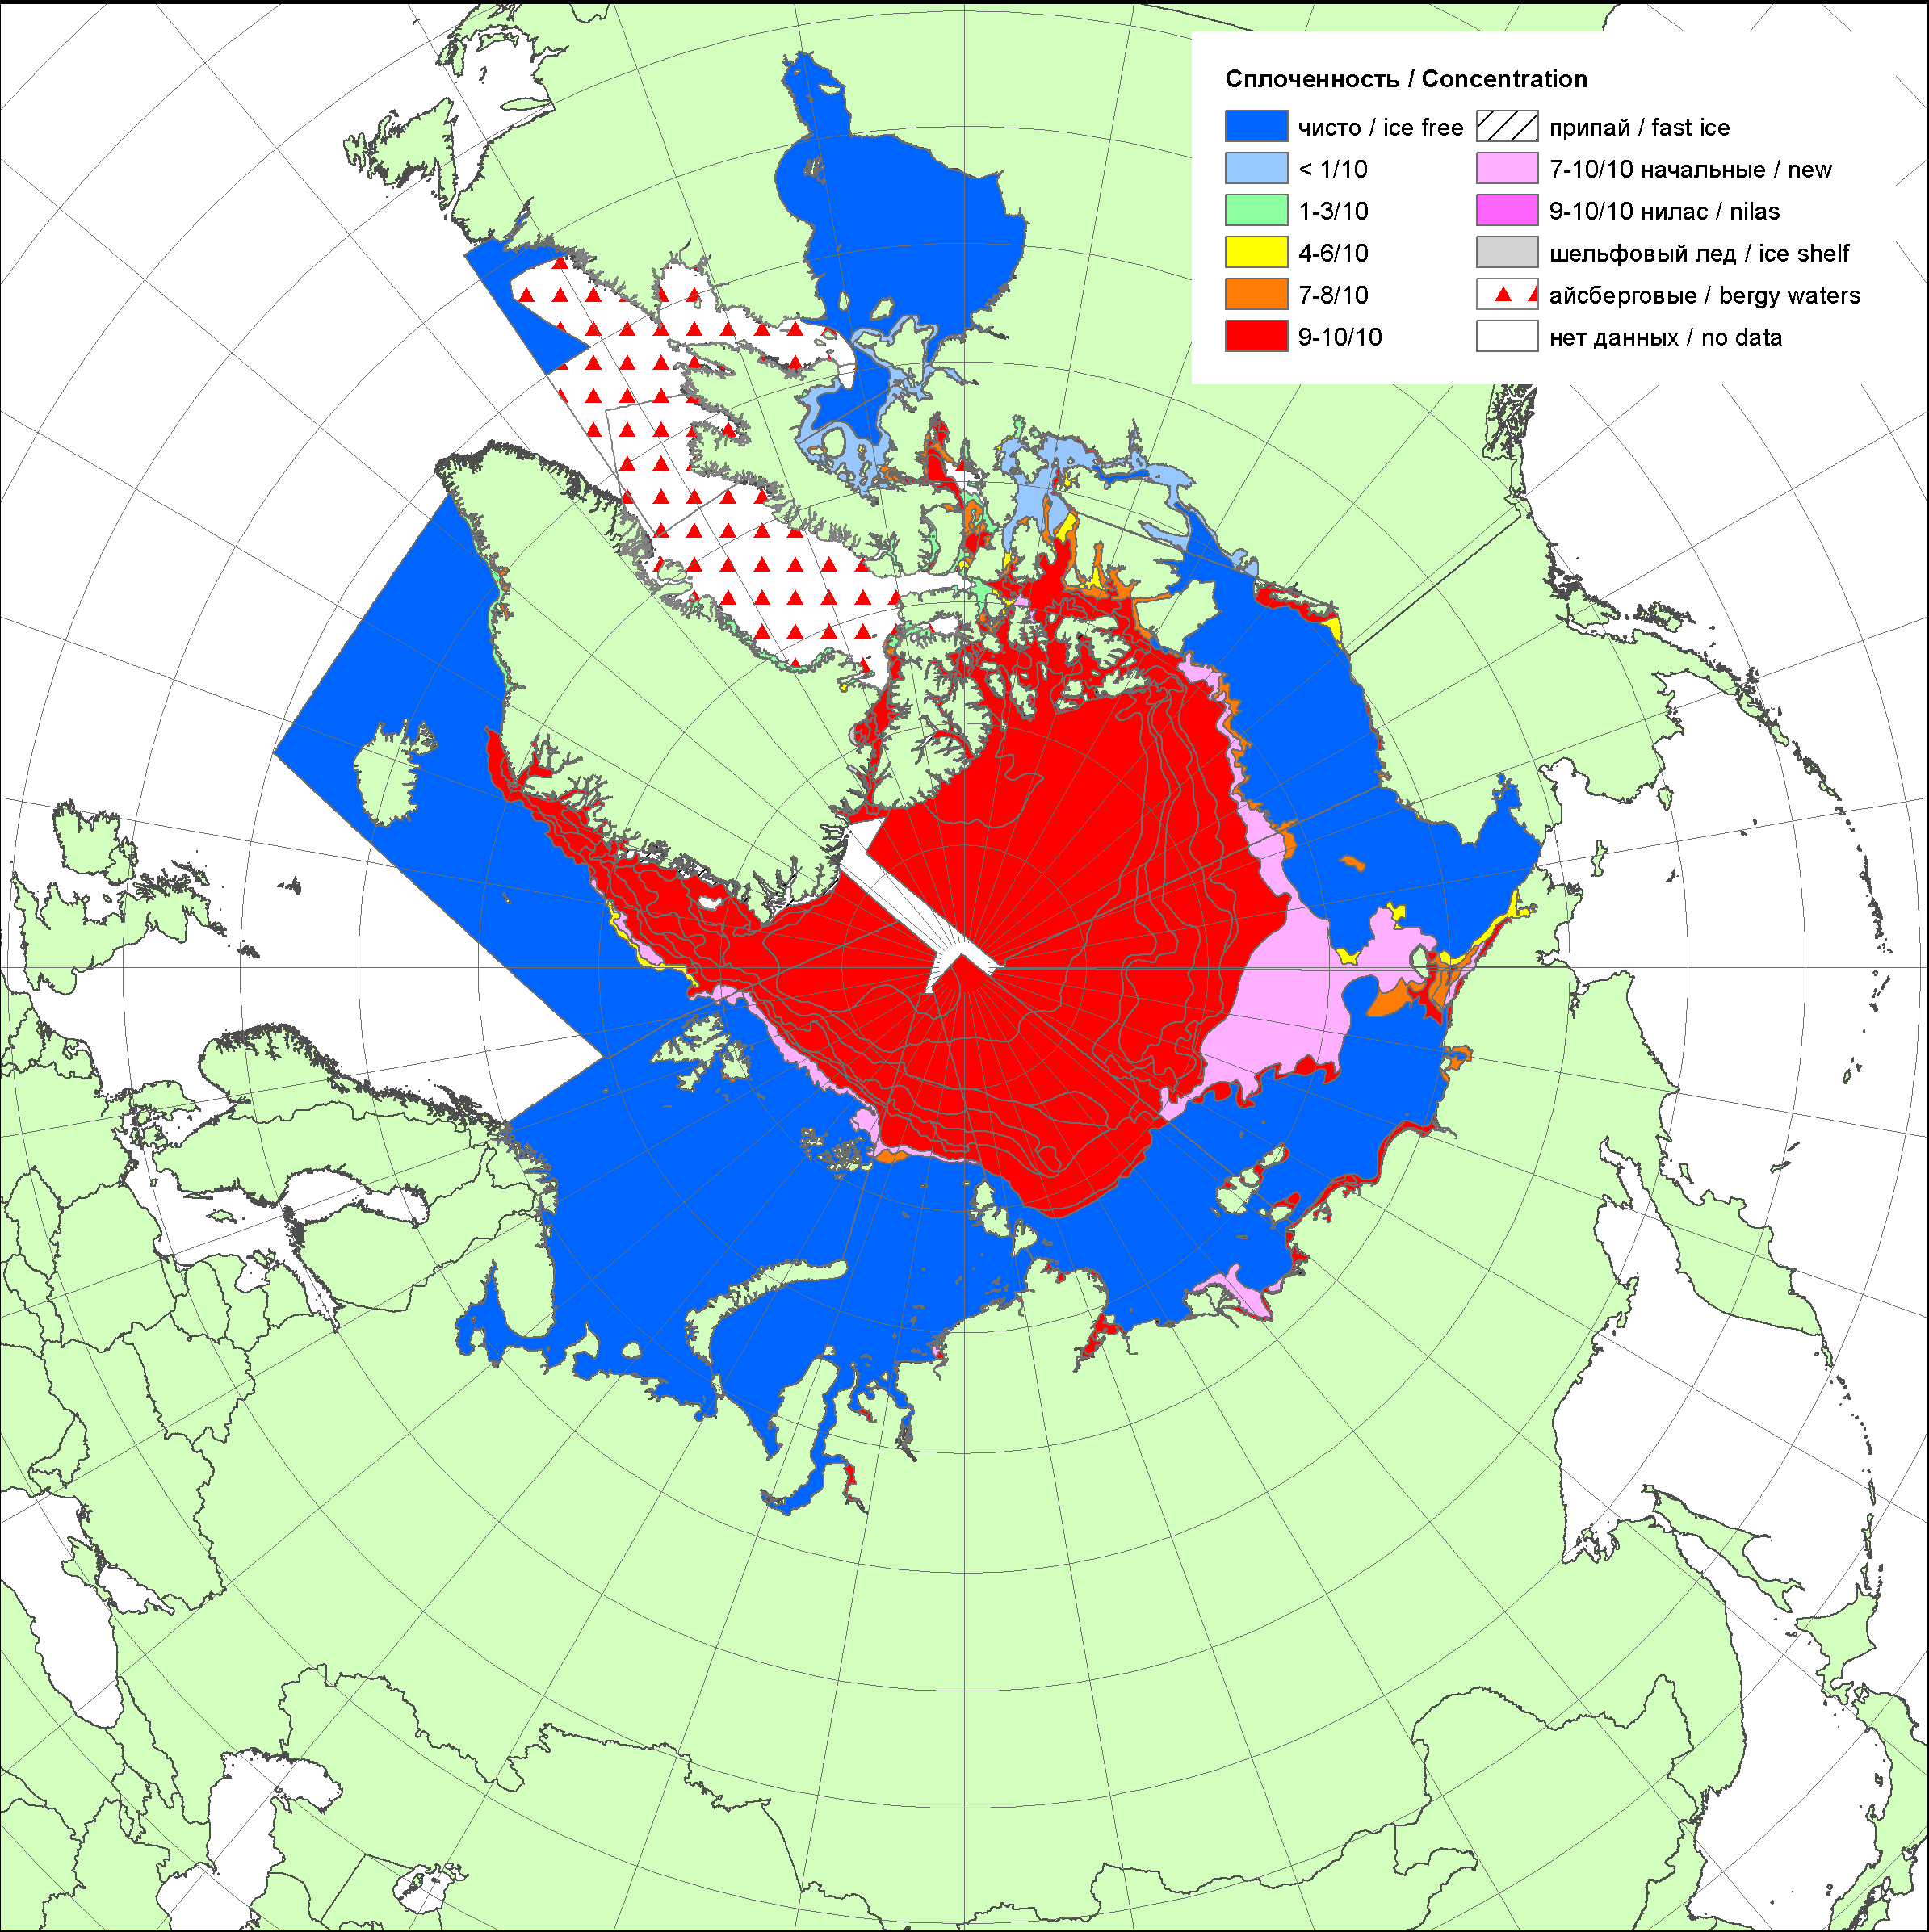 Сплоченность / Concentration
чисто / ice free
< 1/10
1-3/10
4-6/10
7-8/10
9-10/10
припай / fast ice
7-10/10 начальные / new
9-10/10 нилас / nilas
шельфовый лед / ice shelf
айсберговые / bergy waters
нет данных / no data